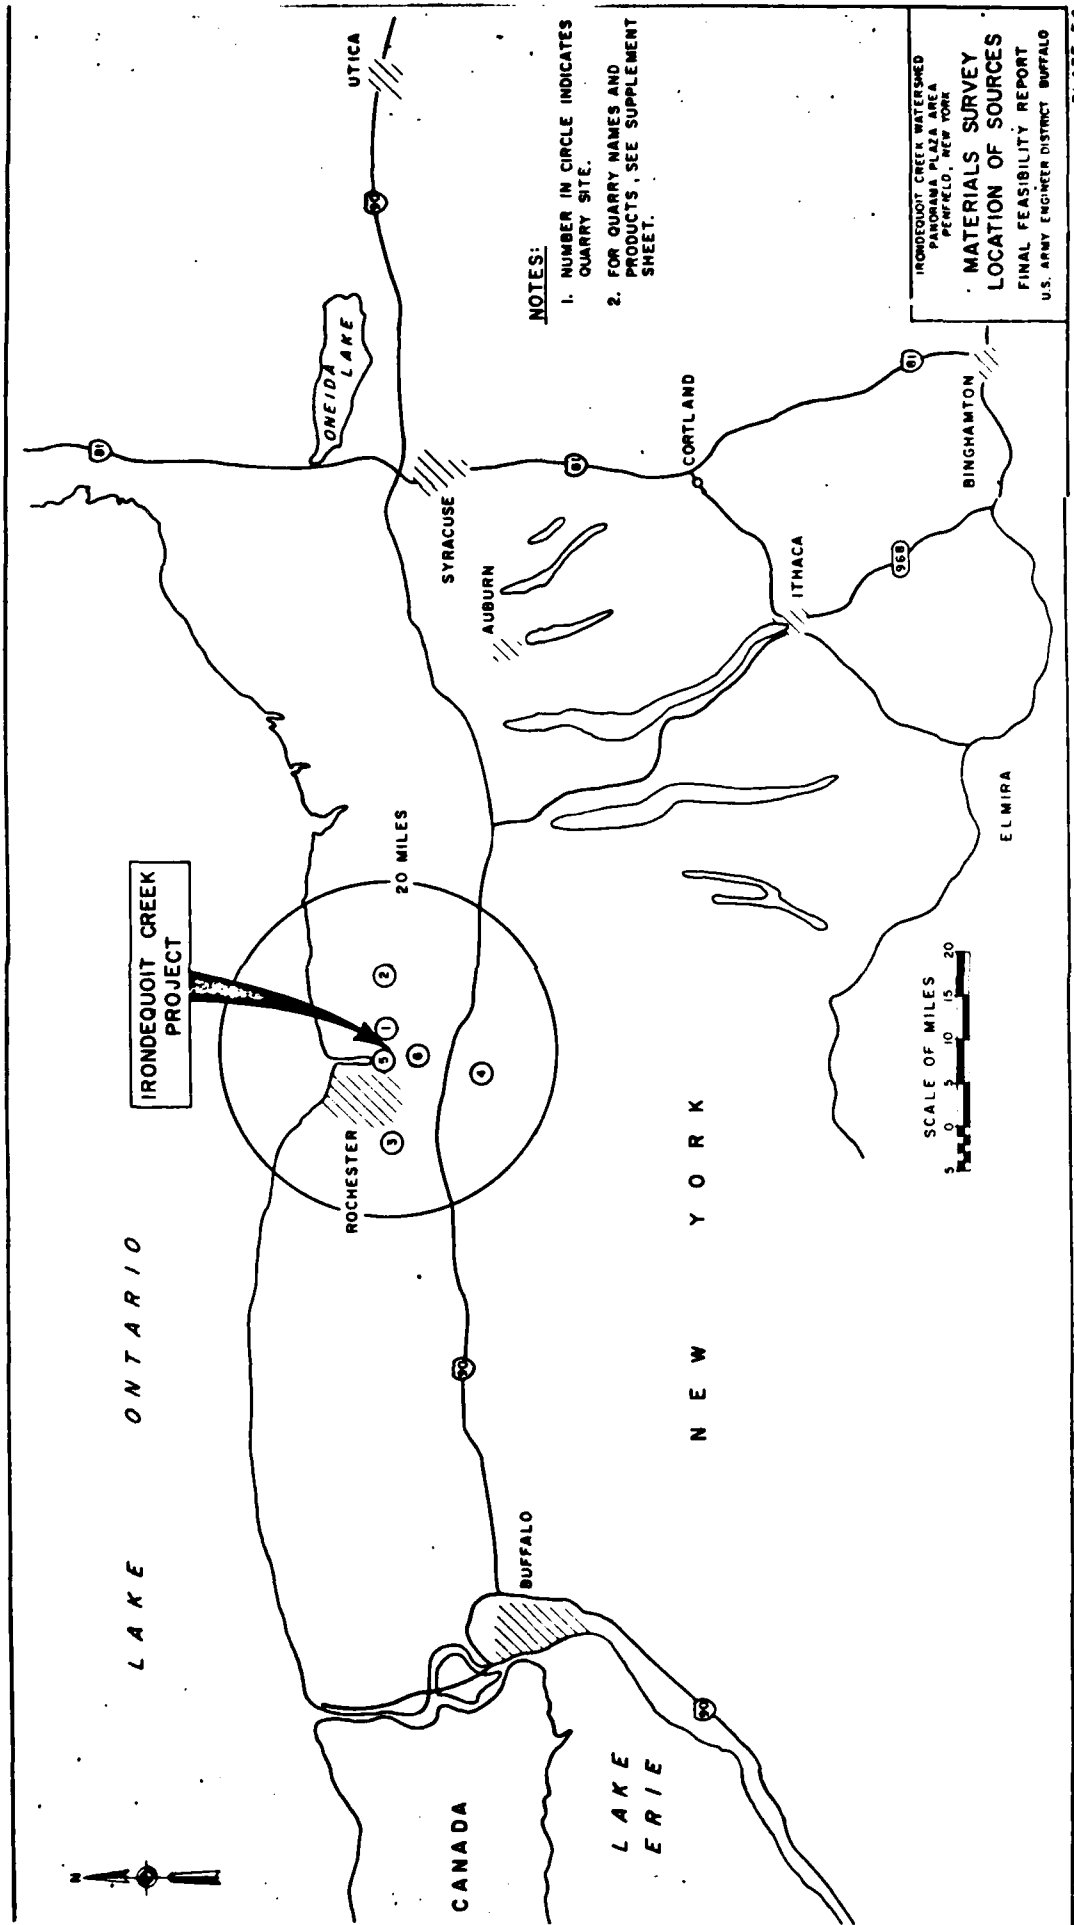 N
LAKE ONTARIO
IRONDEQUOIT CREEK
PROJECT
UTICA
90
81
ONEIDA
LAKE
20 MILES
ROCHESTER
1
2
3
4
5
6
SYRACUSE
AUBURN
81
CORTLAND
ITHACA
96B
81
BINGHAMTON
ELMIRA
90
BUFFALO
CANADA
LAKE
ERIE
90
NEW YORK
SCALE OF MILES
5 0 5 10 15 20
NOTES:
1. NUMBER IN CIRCLE INDICATES
QUARRY SITE.
2. FOR QUARRY NAMES AND
PRODUCTS, SEE SUPPLEMENT
SHEET.
IRONDEQUOIT CREEK WATERSHED
PANORAMA PLAZA AREA
PENFIELD, NEW YORK
MATERIALS SURVEY
LOCATION OF SOURCES
FINAL FEASIBILITY REPORT
U.S. ARMY ENGINEER DISTRICT BUFFALO